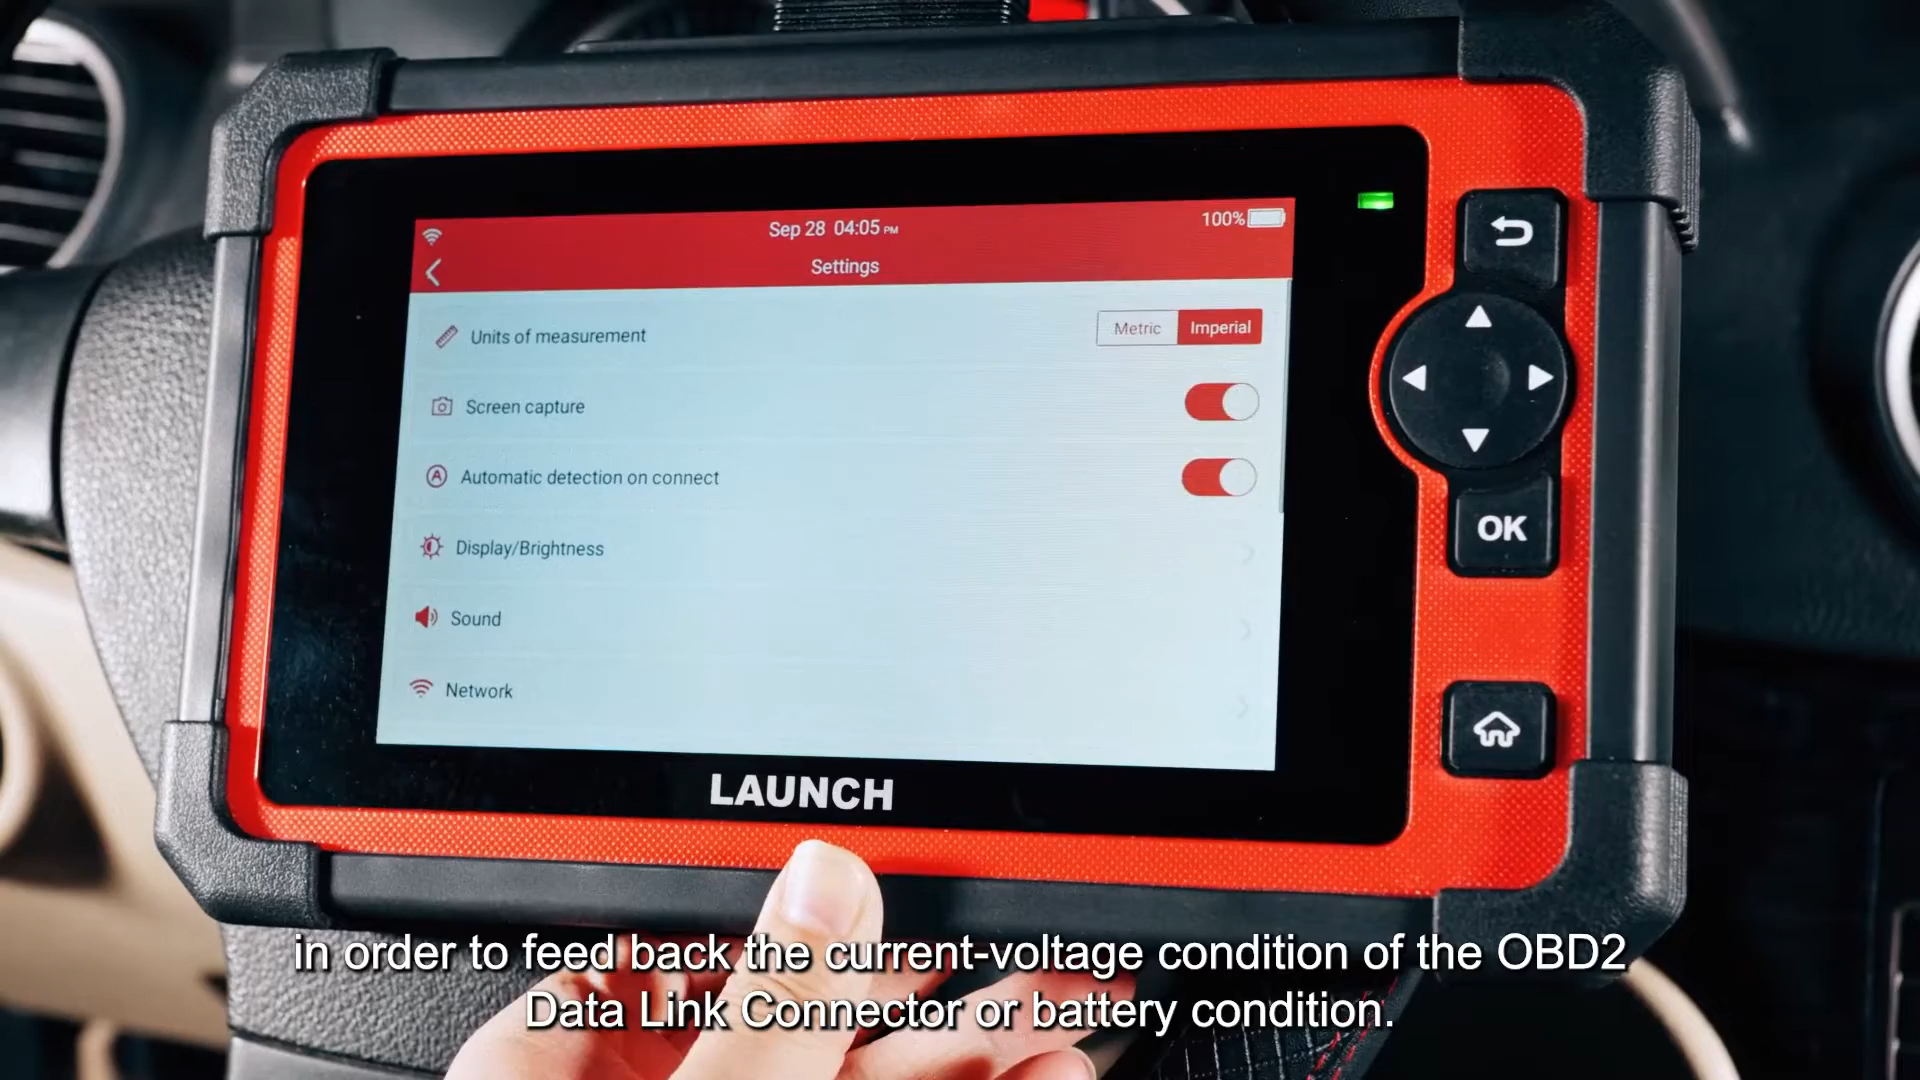 Sep 28 04:05 PM
100%
Settings
Units of measurement
Metric Imperial
Screen capture
A Automatic detection on connect
Display/Brightness
Sound
Network
OK
LAUNCH
in order to feed back the current-voltage condition of the OBD2
Data Link Connector or battery condition.